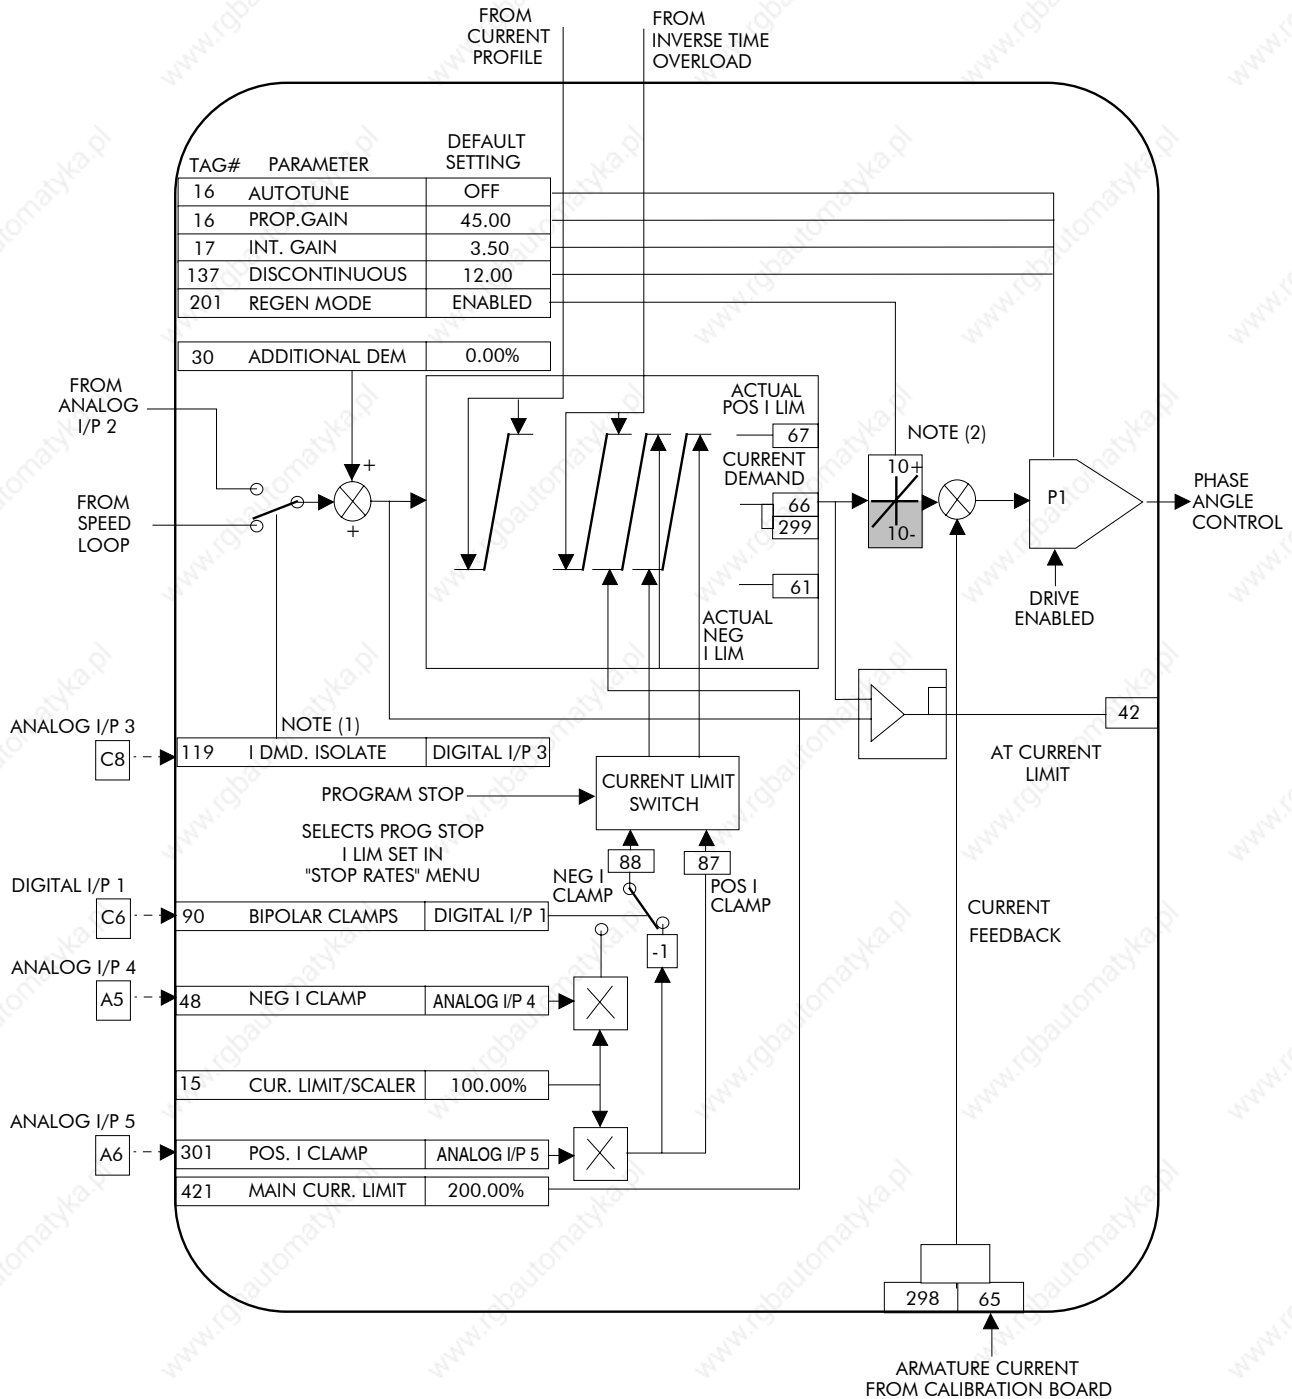 FROM
CURRENT
PROFILE
FROM
INVERSE TIME
OVERLOAD
TAG# PARAMETER DEFAULT
SETTING
16 AUTOTUNE OFF
16 PROP.GAIN 45.00
17 INT. GAIN 3.50
137 DISCONTINUOUS 12.00
201 REGEN MODE ENABLED
30 ADDITIONAL DEM 0.00%
FROM
ANALOG
I/P 2
FROM
SPEED
LOOP
+
+
ACTUAL
POS I LIM
67
CURRENT
DEMAND
66
299
61
ACTUAL
NEG
I LIM
NOTE (2)
10+
10-
P1
PHASE
ANGLE
CONTROL
DRIVE
ENABLED
ANALOG I/P 3
C8
NOTE (1)
119 I DMD. ISOLATE DIGITAL I/P 3
42
AT CURRENT
LIMIT
PROGRAM STOP
CURRENT LIMIT
SWITCH
SELECTS PROG STOP
I LIM SET IN
"STOP RATES" MENU
88
87
NEG I
CLAMP
POS I
CLAMP
DIGITAL I/P 1
C6
90 BIPOLAR CLAMPS DIGITAL I/P 1
-1
CURRENT
FEEDBACK
ANALOG I/P 4
A5
48 NEG I CLAMP ANALOG I/P 4
15 CUR. LIMIT/SCALER 100.00%
ANALOG I/P 5
A6
301 POS. I CLAMP ANALOG I/P 5
421 MAIN CURR. LIMIT 200.00%
298 65
ARMATURE CURRENT
FROM CALIBRATION BOARD
www.rgbautomatyka.pl